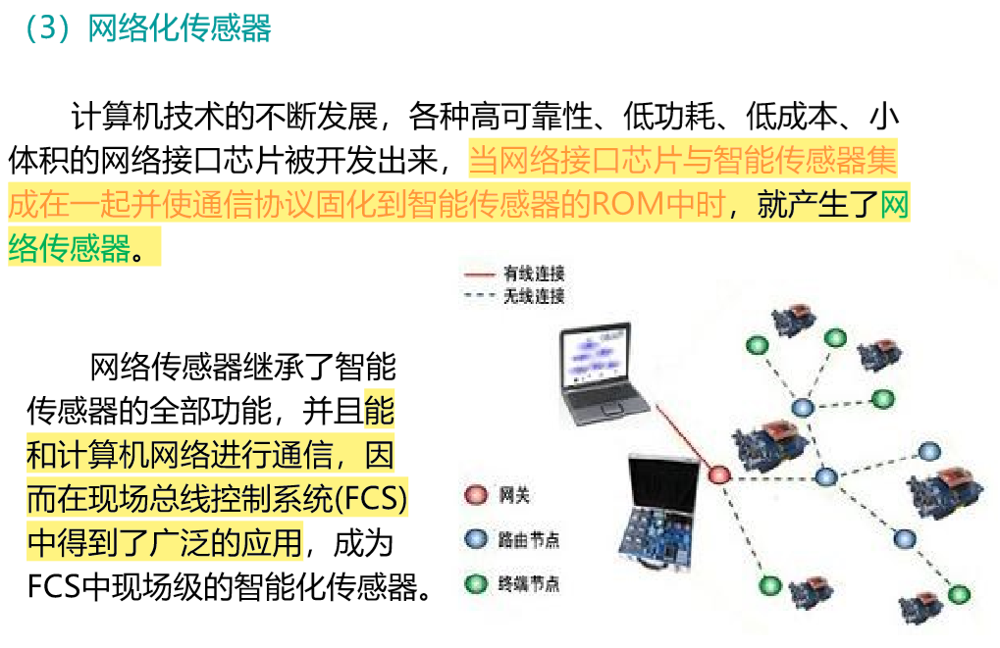 （3）网络化传感器
计算机技术的不断发展，各种高可靠性、低功耗、低成本、小
体积的网络接口芯片被开发出来，当网络接口芯片与智能传感器集
成在一起并使通信协议固化到智能传感器的ROM中时，就产生了网
络传感器。
有线连接
无线连接
网络传感器继承了智能
传感器的全部功能，并且能
和计算机网络进行通信，因
而在现场总线控制系统(FCS)
中得到了广泛的应用，成为
FCS中现场级的智能化传感器。
网关
路由节点
终端节点